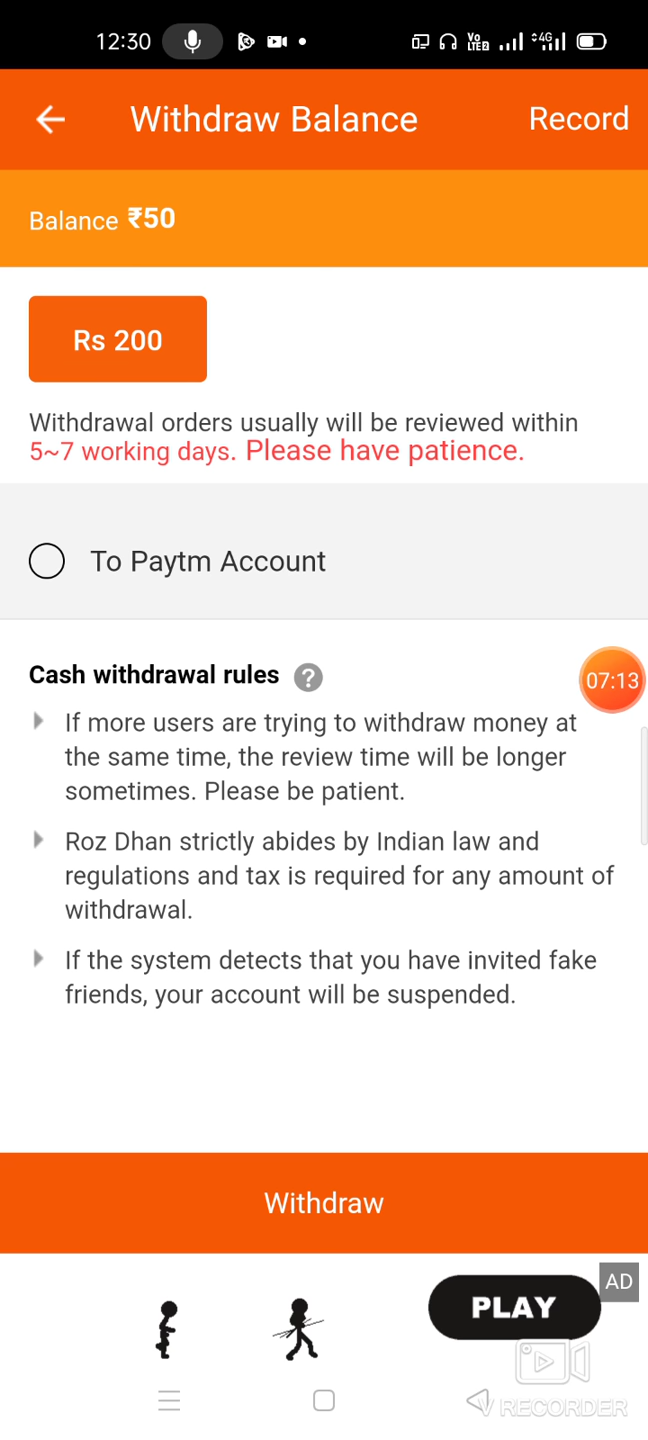 12:30
Vo
LTE2
4G
Withdraw Balance
Record
Balance ₹50
Rs 200
Withdrawal orders usually will be reviewed within
5~7 working days. Please have patience.
To Paytm Account
Cash withdrawal rules ?
07:13
If more users are trying to withdraw money at
the same time, the review time will be longer
sometimes. Please be patient.
Roz Dhan strictly abides by Indian law and
regulations and tax is required for any amount of
withdrawal.
If the system detects that you have invited fake
friends, your account will be suspended.
Withdraw
AD
PLAY
V RECORDER